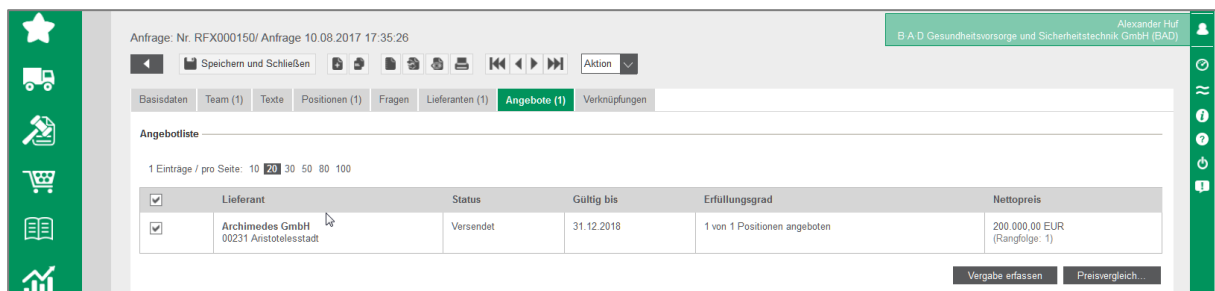 Alexander Huf
B·A·D Gesundheitsvorsorge und Sicherheitstechnik GmbH (BAD)
Anfrage: Nr. RFX000150/ Anfrage 10.08.2017 17:35:26
Speichern und Schließen Aktion
Basisdaten Team (1) Texte Positionen (1) Fragen Lieferanten (1) Angebote (1) Verknüpfungen
Angebotliste
1 Einträge / pro Seite: 10 20 30 50 80 100
Lieferant Status Gültig bis Erfüllungsgrad Nettopreis
Archimedes GmbH Versendet 31.12.2018 1 von 1 Positionen angeboten 200.000,00 EUR
00231 Aristotelesstadt (Rangfolge: 1)
Vergabe erfassen Preisvergleich...